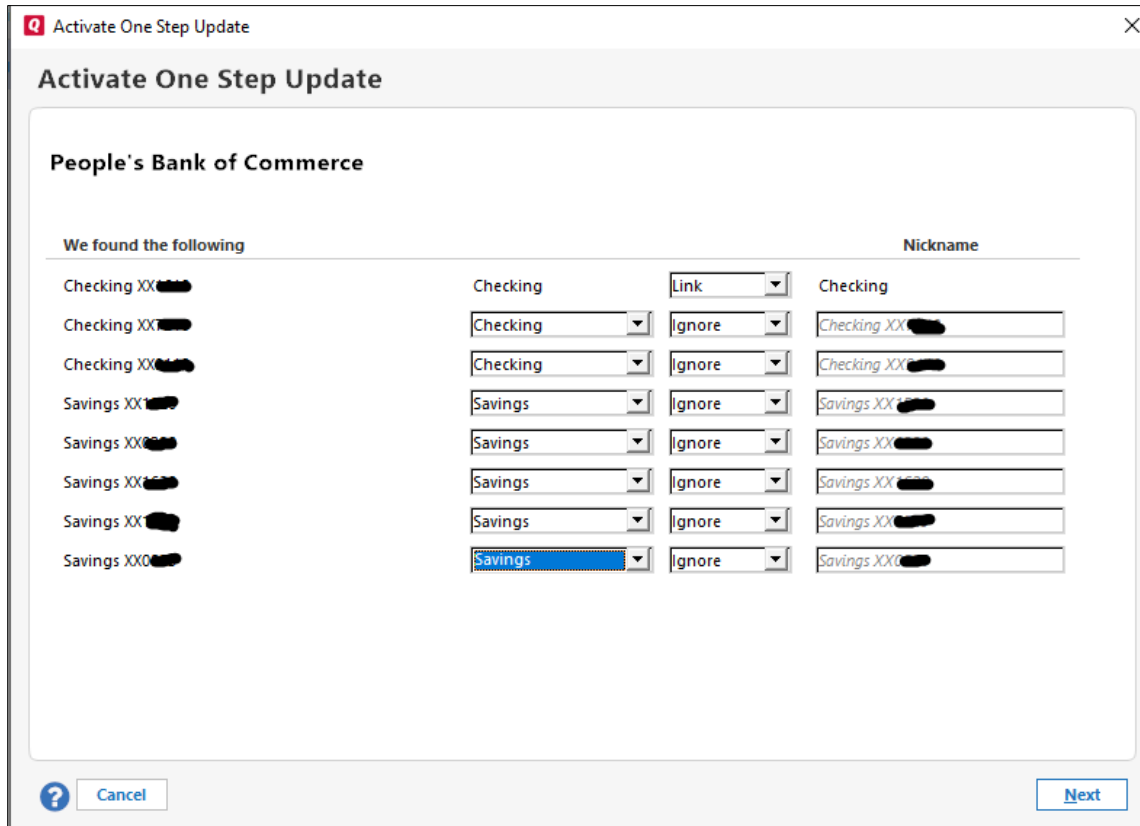 Activate One Step Update
Activate One Step Update
People's Bank of Commerce
We found the following Nickname
Checking XX Checking Link Checking
Checking XX Checking Ignore Checking XX
Checking XX Checking Ignore Checking XX
Savings XX1 Savings Ignore Savings XX
Savings XX Savings Ignore Savings XX
Savings XX Savings Ignore Savings XX
Savings XX Savings Ignore Savings XX
Savings XX0 Savings Ignore Savings XX
? Cancel Next